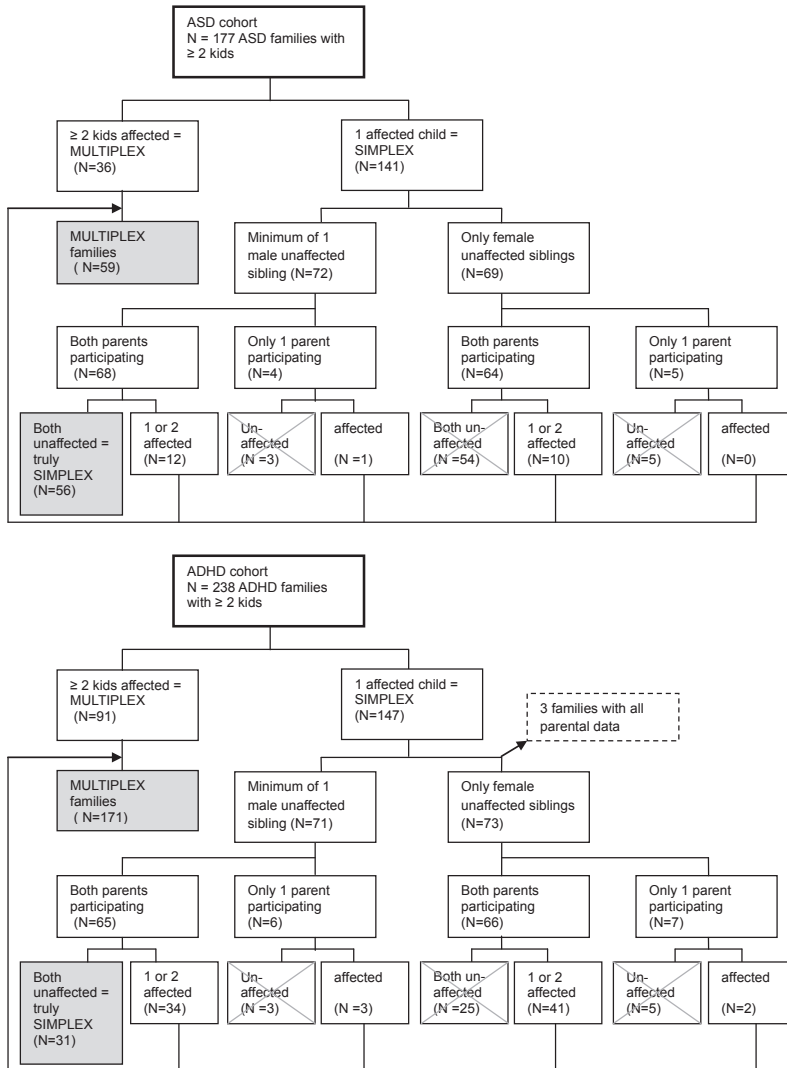 ASD cohort
N = 177 ASD families with
≥ 2 kids
≥ 2 kids affected =
MULTIPLEX
(N=36)
1 affected child =
SIMPLEX
(N=141)
MULTIPLEX
families
( N=59)
Minimum of 1
male unaffected
sibling (N=72)
Only female
unaffected siblings
(N=69)
Both parents
participating
(N=68)
Only 1 parent
participating
(N=4)
Both parents
participating
(N=64)
Only 1 parent
participating
(N=5)
Both
unaffected =
truly
SIMPLEX
(N=56)
1 or 2
affected
(N=12)
Un-
affected
(N =3)
affected
(N =1)
Both un-
affected
(N =54)
1 or 2
affected
(N=10)
Un-
affected
(N=5)
affected
(N=0)
ADHD cohort
N = 238 ADHD families
with ≥ 2 kids
≥ 2 kids affected =
MULTIPLEX
(N=91)
1 affected child =
SIMPLEX
(N=147)
3 families with all
parental data
MULTIPLEX
families
( N=171)
Minimum of 1
male unaffected
sibling (N=71)
Only female
unaffected siblings
(N=73)
Both parents
participating
(N=65)
Only 1 parent
participating
(N=6)
Both parents
participating
(N=66)
Only 1 parent
participating
(N=7)
Both
unaffected =
truly
SIMPLEX
(N=31)
1 or 2
affected
(N=34)
Un-
affected
(N =3)
affected
(N =3)
Both un-
affected
(N =25)
1 or 2
affected
(N=41)
Un-
affected
(N=5)
affected
(N=2)